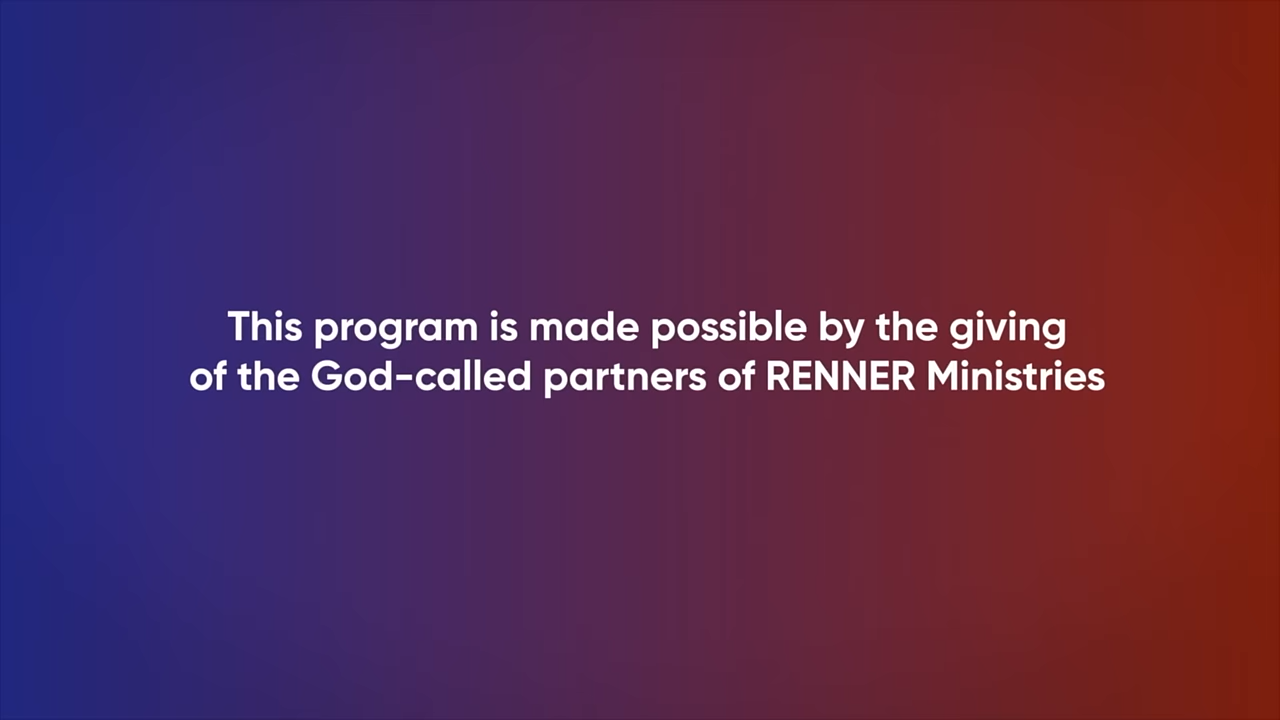 This program is made possible by the giving
of the God-called partners of RENNER Ministries